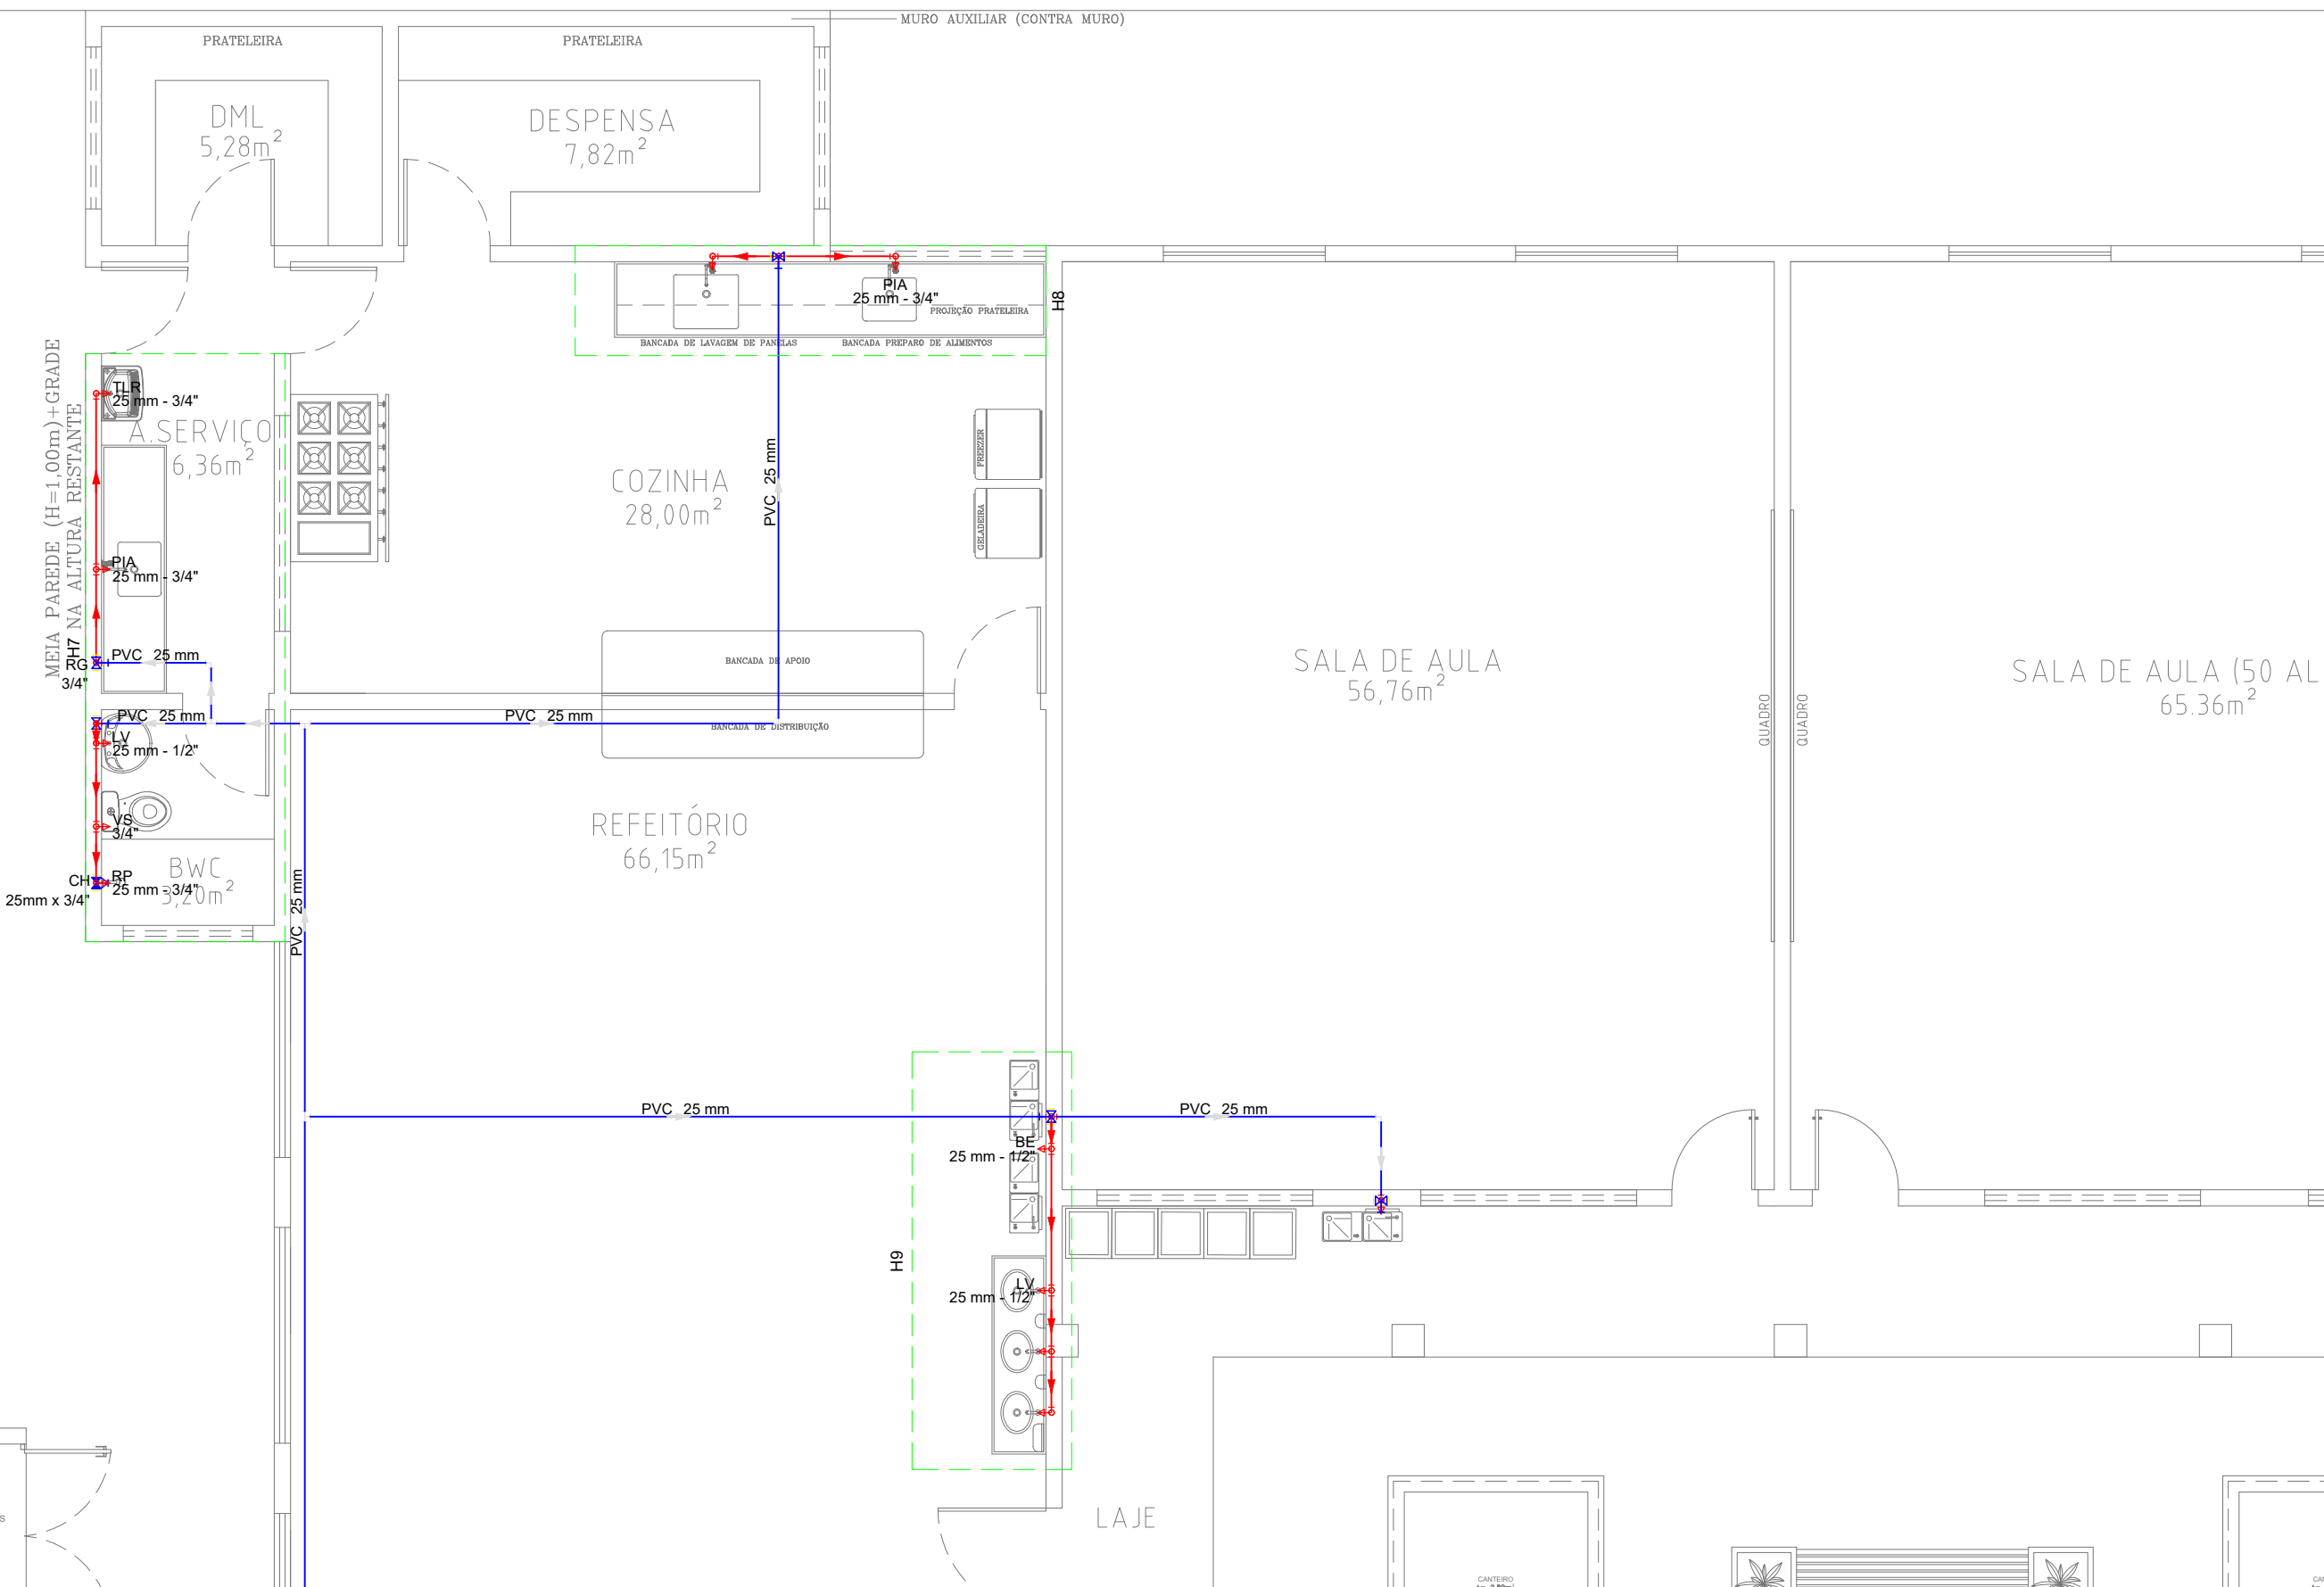 MURO AUXILIAR (CONTRA MURO)
PRATELEIRA
PRATELEIRA
DML
5,28m²
DESPENSA
7,82m²
PIA
25 mm - 3/4"
PROJEÇÃO PRATELEIRA
H8
BANCADA DE LAVAGEM DE PANELAS
BANCADA PREPARO DE ALIMENTOS
MEIA PAREDE (H=1,00m)+GRADE
NA ALTURA RESTANTE
TLR
25 mm - 3/4"
A.SERVIÇO
6,36m²
PVC 25 mm
COZINHA
28,00m²
FREEZER
GELADEIRA
PIA
25 mm - 3/4"
H7
RG
3/4"
PVC 25 mm
BANCADA DE APOIO
SALA DE AULA
56,76m²
SALA DE AULA (50 AL
65.36m²
QUADRO
QUADRO
PVC 25 mm
PVC 25 mm
BANCADA DE DISTRIBUIÇÃO
LV
25 mm - 1/2"
VS
3/4"
REFEITÓRIO
66,15m²
BWC
3,20m²
CH
25mm x 3/4"
RP
25 mm - 3/4"
PVC 25 mm
PVC 25 mm
PVC 25 mm
BE
25 mm - 1/2"
H9
LV
25 mm - 1/2"
LAJE
S
CANTEIRO